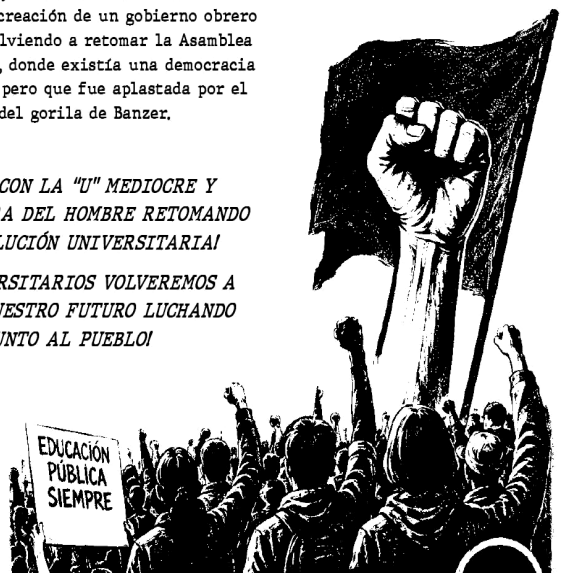 creación de un gobierno obrero
lviendo a retomar la Asamblea
, donde existía una democracia
pero que fue aplastada por el
del gorila de Banzer.
CON LA "U" MEDIOCRE Y
A DEL HOMBRE RETOMANDO
LUCIÓN UNIVERSITARIA!
RSITARIOS VOLVEREMOS A
UESTRO FUTURO LUCHANDO
UNTO AL PUEBLO!
EDUCACIÓN
PÚBLICA
SIEMPRE